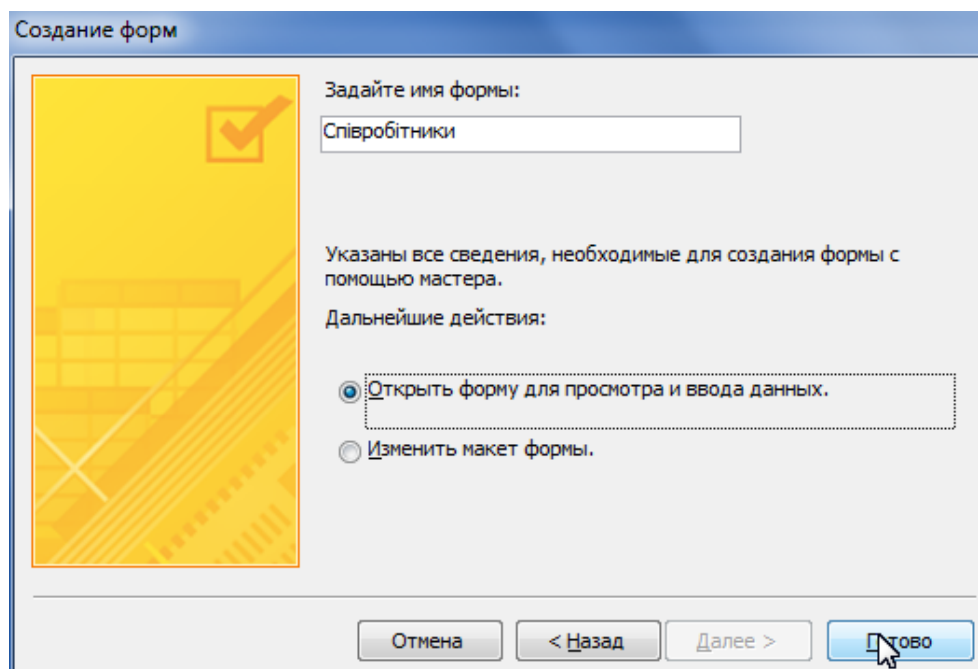 Создание форм
Задайте имя формы:
Співробітники
Указаны все сведения, необходимые для создания формы с
помощью мастера.
Дальнейшие действия:
Открыть форму для просмотра и ввода данных.
Изменить макет формы.
Отмена
< Назад
Далее >
Готово